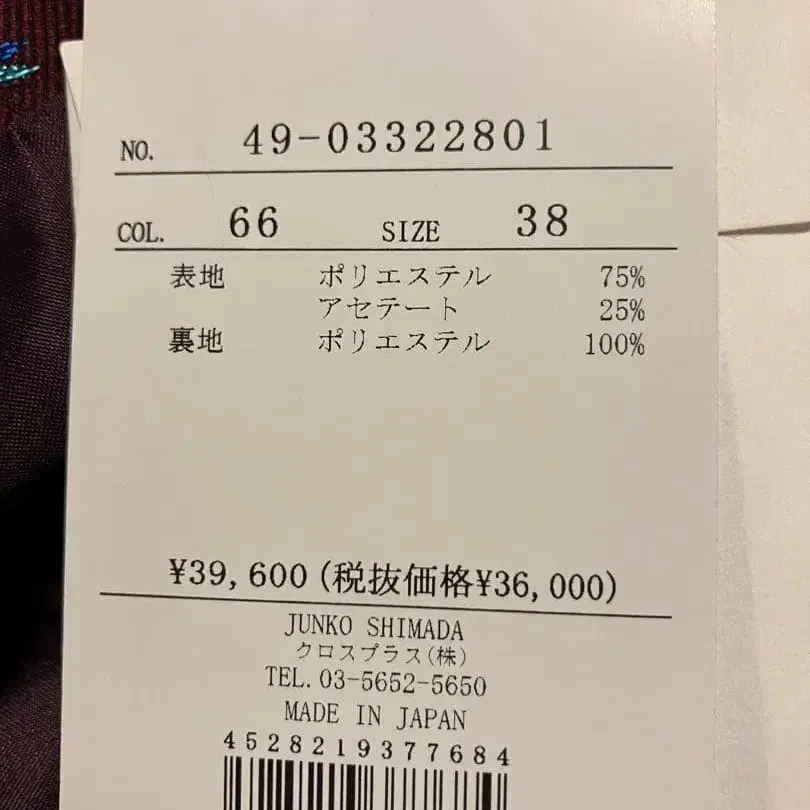 NO. 49-03322801
COL. 66 SIZE 38
表地 ポリエステル 75%
アセテート 25%
裏地 ポリエステル 100%
¥39,600(税抜価格¥36,000)
JUNKO SHIMADA
クロスプラス(株)
TEL.03-5652-5650
MADE IN JAPAN
4528219377684